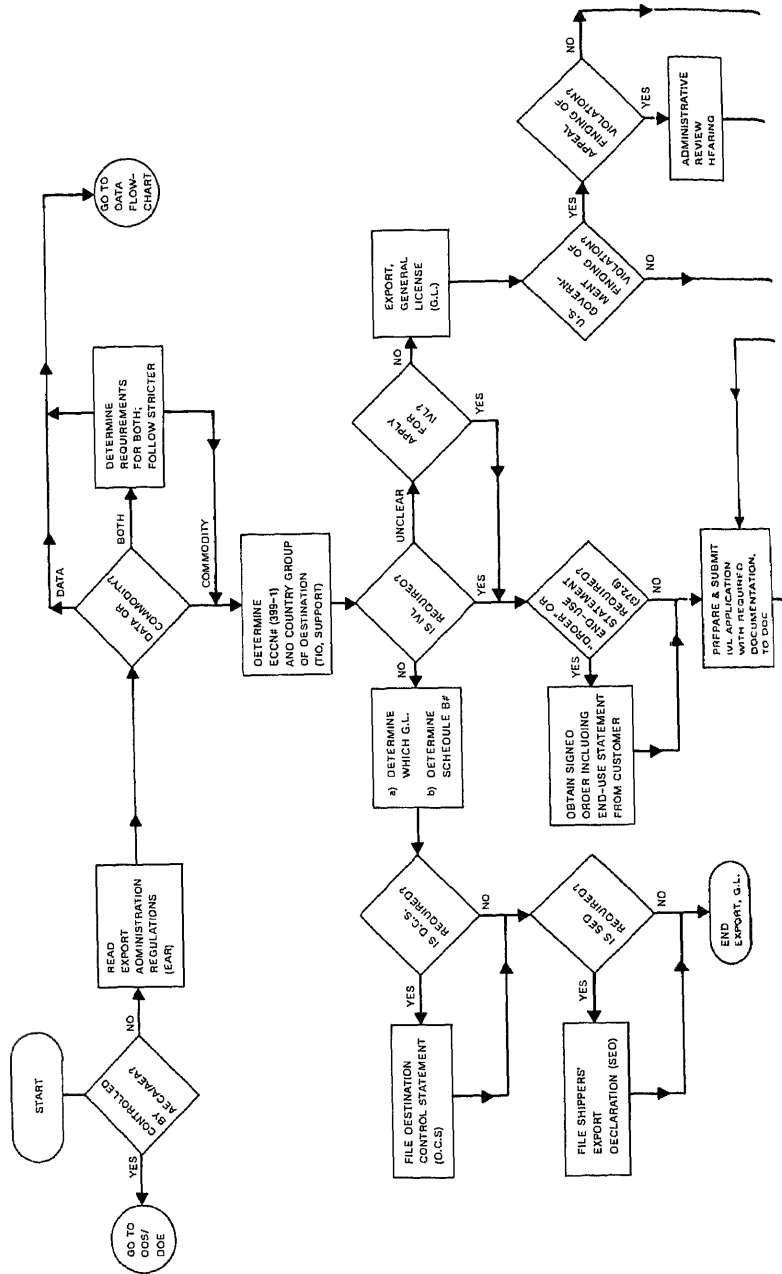 START
CONTROLLED
BY
AECA/AEA?
YES
NO
GO TO
OOS/
DOE
READ
EXPORT
AOMINISTRATION
REGULATIONS
(EAR)
DATA OR
COMMODITY?
DATA
BOTH
COMMODITY
DETERMINE
REQUIREMENTS
FOR BOTH;
FOLLOW STRICTER
GO TO
DATA
FLOW-
CHART
DETERMINE
ECCN# (399-1)
AND COUNTRY GROUP
OF DESTINATION
(TIO, SUPPORT)
IS IVL
REQUIRED?
NO
UNCLEAR
YES
APPLY
FOR
IVL?
NO
YES
EXPORT,
GENERAL
LICENSE
(G.L.)
U.S.
GOVERN-
MENT
FINDING OF
VIOLATION?
YES
NO
APPEAL
FINDING OF
VIOLATION?
NO
YES
ADMINISTRATIVE
REVIEW
HEARING
a) DETERMINE
WHICH G.L.
b) DETERMINE
SCHEDULE B#
IS D.C.S.
REQUIRED?
YES
NO
FILE OESTINATION
CONTROL STATEMENT
(O.C.S)
IS SED
REQUIRED?
YES
NO
FILE SHIPPERS'
EXPORT
DECLARATION (SED)
END
EXPORT, G.L.
"ORDER" OR
END-USE
STATEMENT
REQUIRED?
(372.6)
YES
NO
OBTAIN SIGNED
ORDER INCLUDING
END-USE STATEMENT
FROM CUSTOMER
PREPARE & SUBMIT
IVL APPLICATION
WITH REQUIRED
DOCUMENTATION,
TO DOC